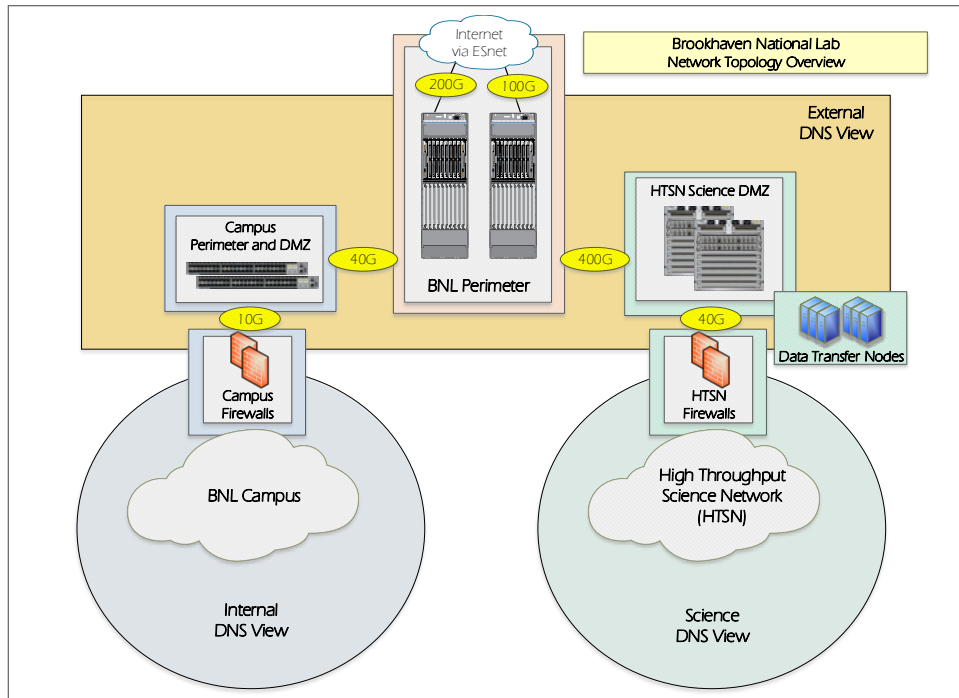 Internet
via ESnet
Brookhaven National Lab
Network Topology Overview
200G
100G
External
DNS View
HTSN Science DMZ
Campus
Perimeter and DMZ
40G
400G
BNL Perimeter
10G
40G
Data Transfer Nodes
Campus
Firewalls
HTSN
Firewalls
BNL Campus
High Throughput
Science Network
(HTSN)
Internal
DNS View
Science
DNS View